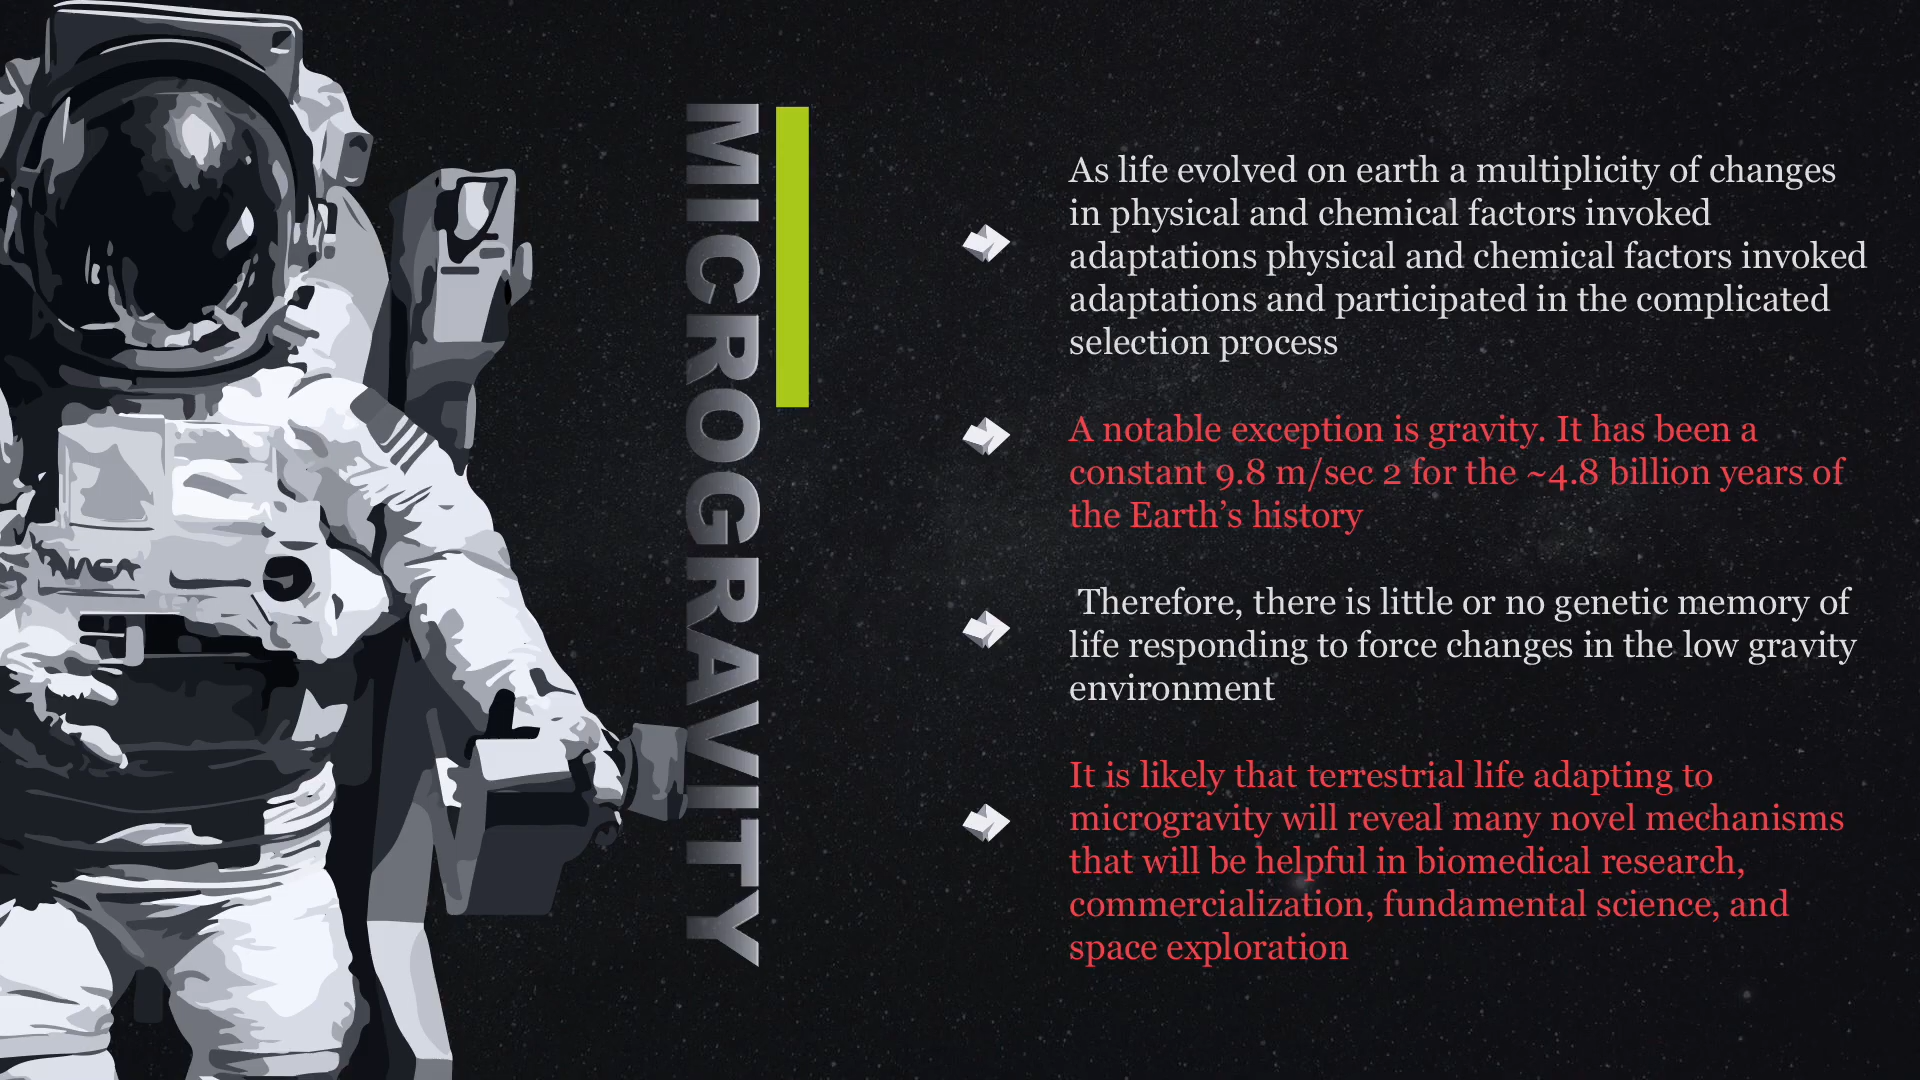 MICROGRAVITY
As life evolved on earth a multiplicity of changes
in physical and chemical factors invoked
adaptations physical and chemical factors invoked
adaptations and participated in the complicated
selection process
A notable exception is gravity. It has been a
constant 9.8 m/sec 2 for the ~4.8 billion years of
the Earth’s history
Therefore, there is little or no genetic memory of
life responding to force changes in the low gravity
environment
It is likely that terrestrial life adapting to
microgravity will reveal many novel mechanisms
that will be helpful in biomedical research,
commercialization, fundamental science, and
space exploration